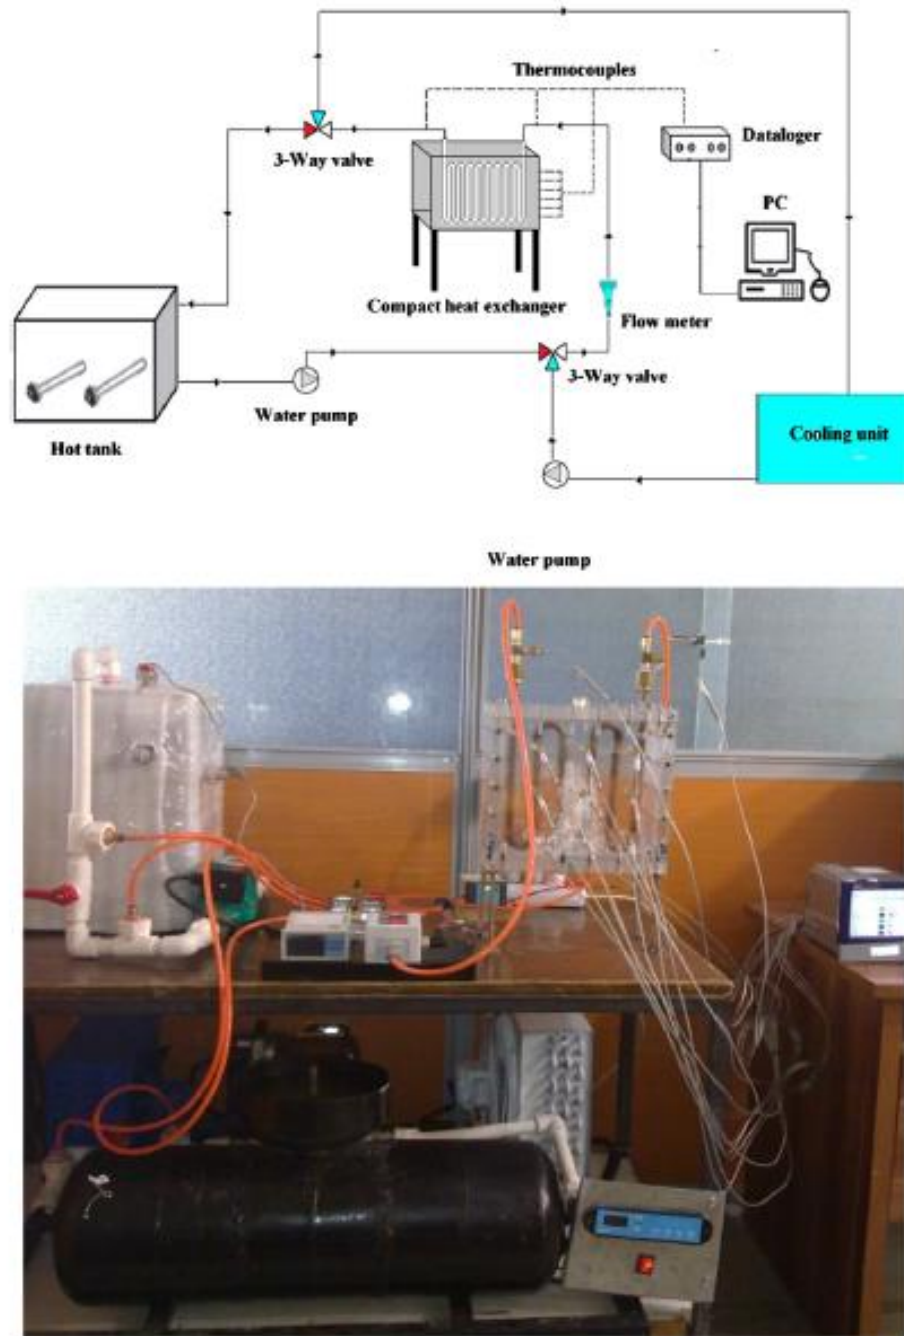 Thermocouples
Dataloger
3-Way valve
PC
Compact heat exchanger
Flow meter
3-Way valve
Water pump
Cooling unit
Hot tank
Water pump